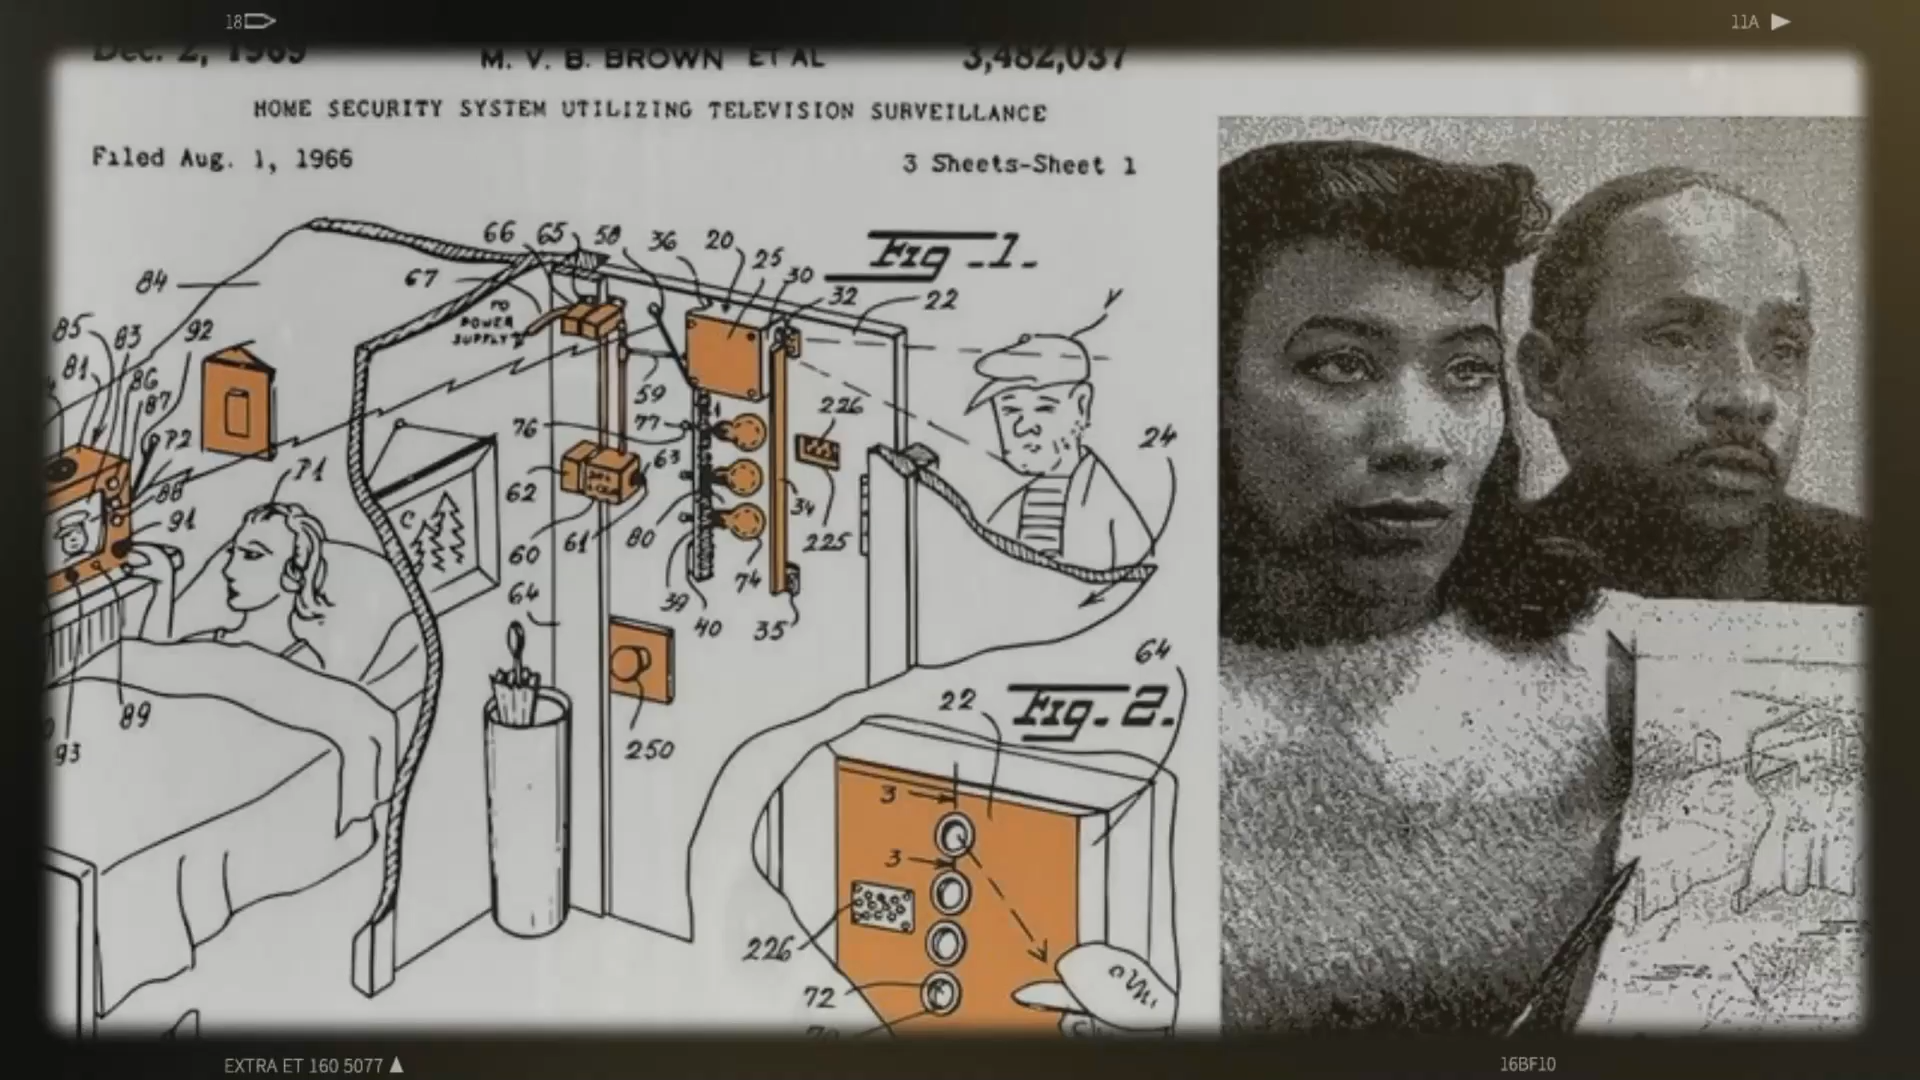 18
11A
Dec. 2, 1969
M. V. B. BROWN ET AL
3,482,037
HOME SECURITY SYSTEM UTILIZING TELEVISION SURVEILLANCE
Filed Aug. 1, 1966
3 Sheets-Sheet 1
Fig-1.
66 65 58 36 20 25 30 32 22
67
TO
POWER
SUPPLY
84
85 83 92
81 86
87
P2
88
91
P1
C
59
76 77
226
24
62 63
60 61 80
34 225
74
64
39 40 35
89
93
250
64
22
Fig. 2.
3
3
226
72
70
EXTRA ET 160 5077
16BF10